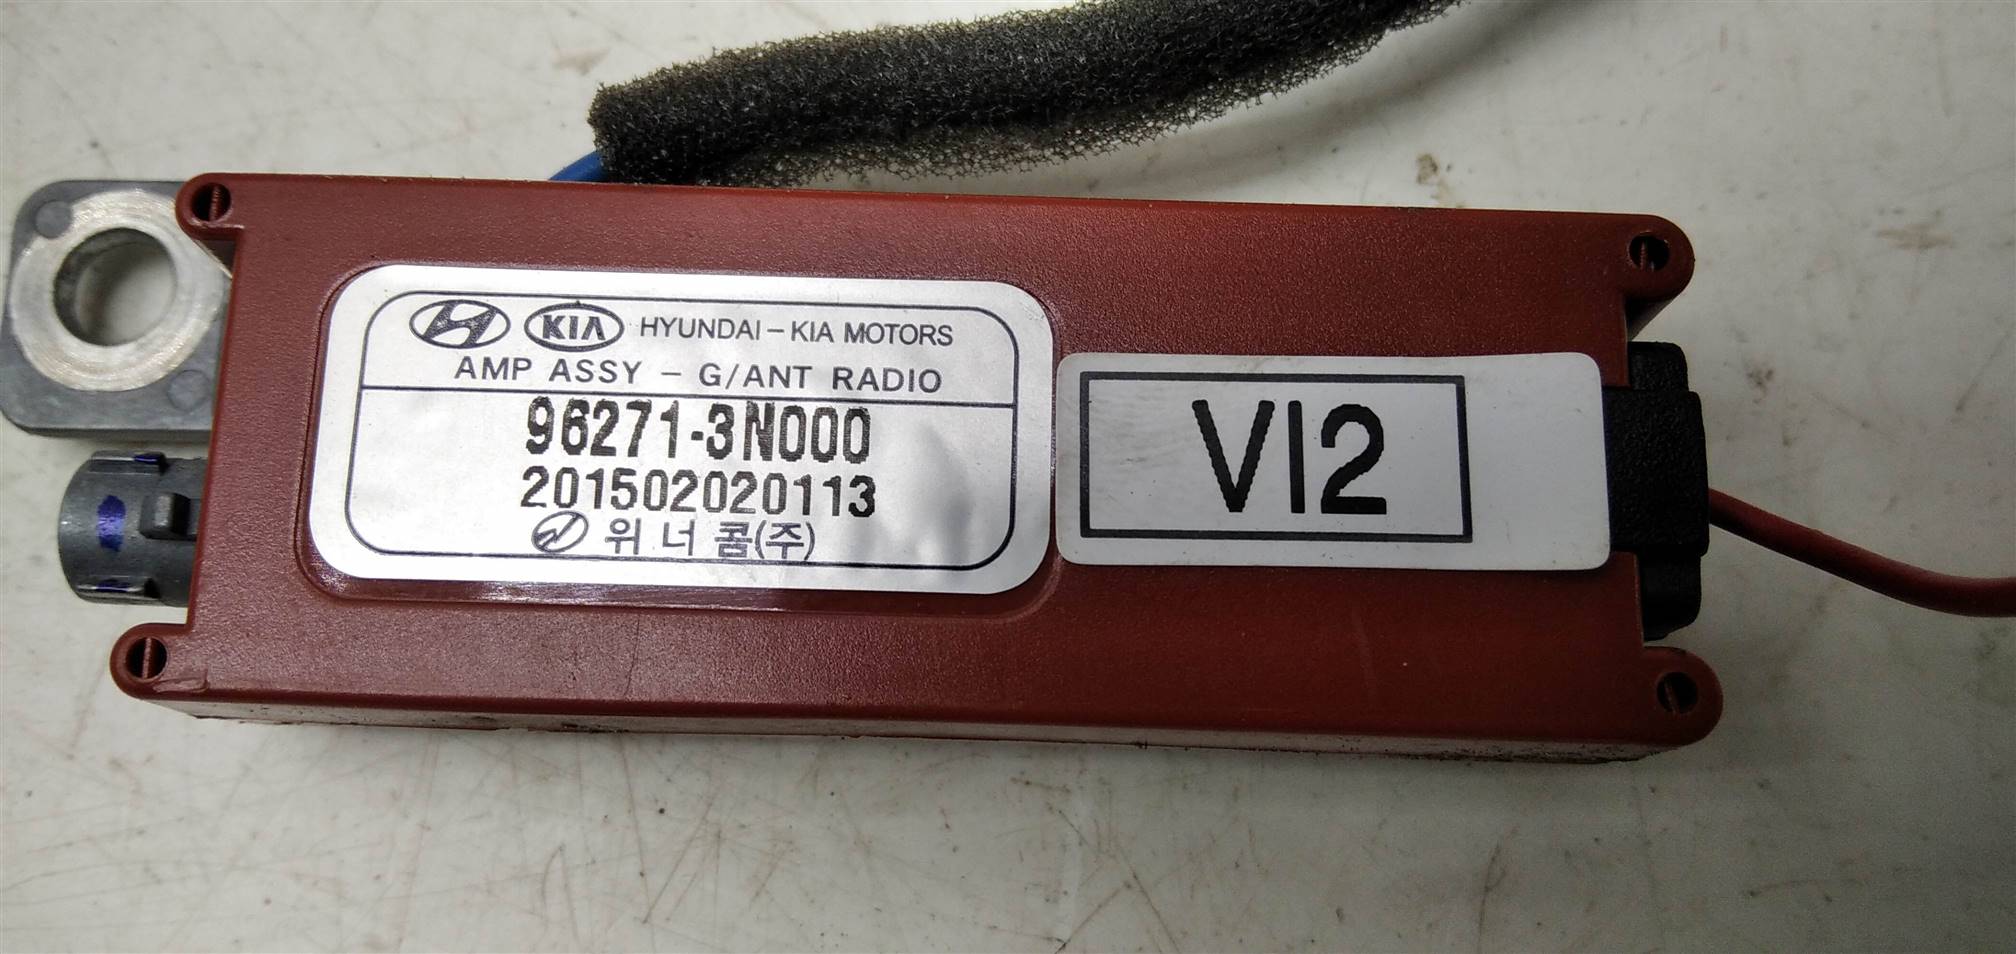 KIA HYUNDAI-KIA MOTORS
AMP ASSY - G/ANT RADIO
96271-3N000
201502020113
위너콤(주)
VI2